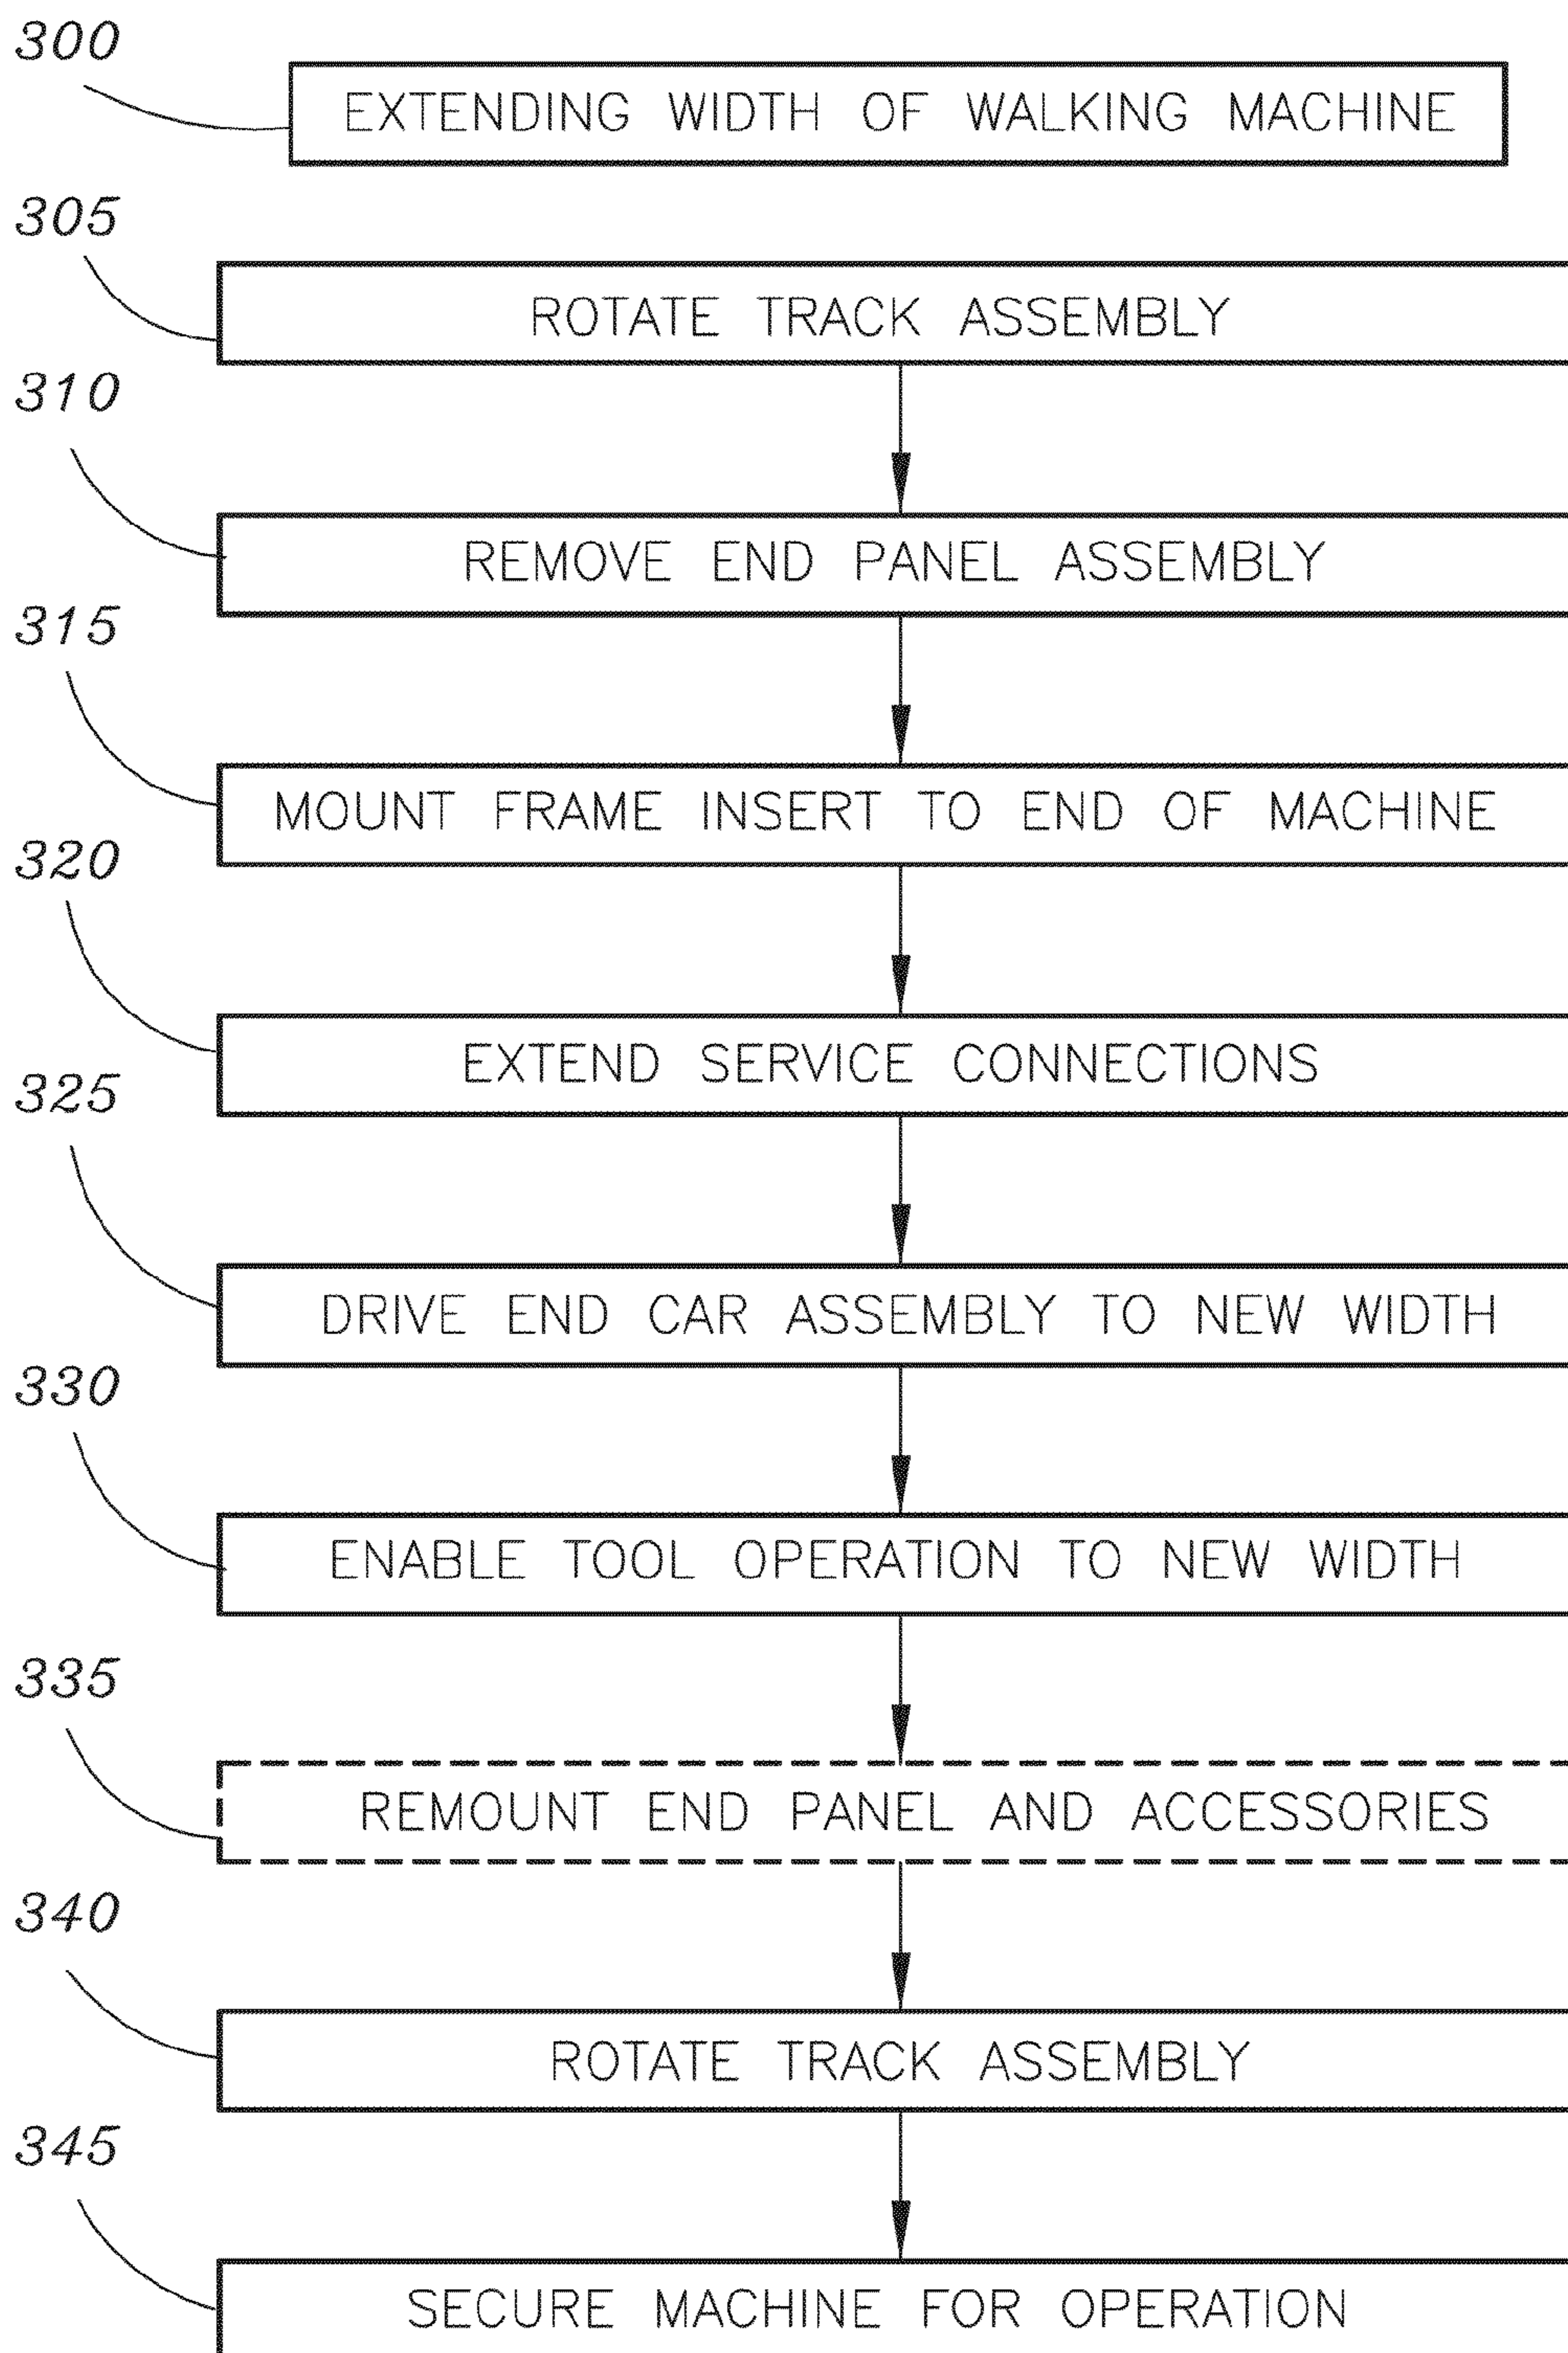 300
EXTENDING WIDTH OF WALKING MACHINE
305
ROTATE TRACK ASSEMBLY
310
REMOVE END PANEL ASSEMBLY
315
MOUNT FRAME INSERT TO END OF MACHINE
320
EXTEND SERVICE CONNECTIONS
325
DRIVE END CAR ASSEMBLY TO NEW WIDTH
330
ENABLE TOOL OPERATION TO NEW WIDTH
335
REMOUNT END PANEL AND ACCESSORIES
340
ROTATE TRACK ASSEMBLY
345
SECURE MACHINE FOR OPERATION